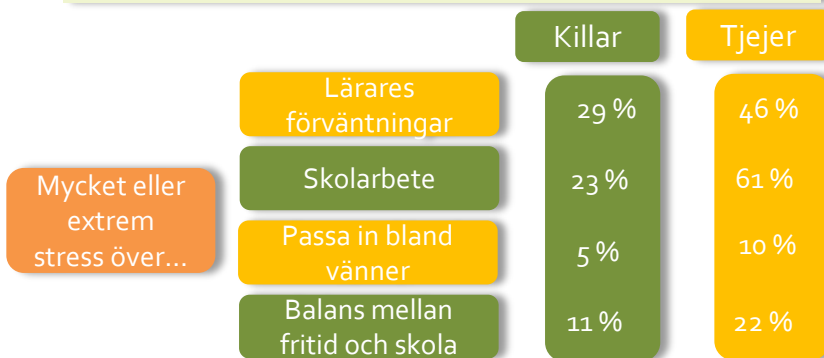 Killar
Tjejer
Lärares
förväntningar
29 %
46 %
Mycket eller
extrem
stress över...
Skolarbete
23 %
61 %
Passa in bland
vänner
5 %
10 %
Balans mellan
fritid och skola
11 %
22 %